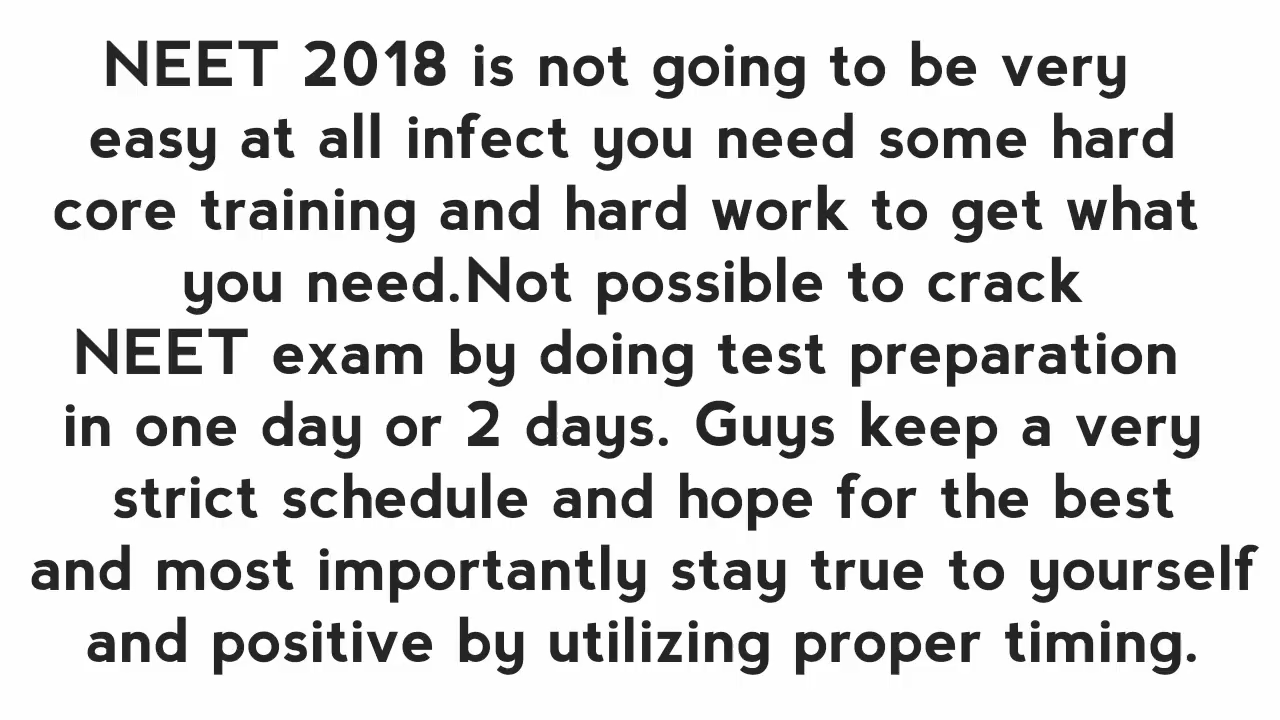 NEET 2018 is not going to be very
easy at all infect you need some hard
core training and hard work to get what
you need.Not possible to crack
NEET exam by doing test preparation
in one day or 2 days. Guys keep a very
strict schedule and hope for the best
and most importantly stay true to yourself
and positive by utilizing proper timing.